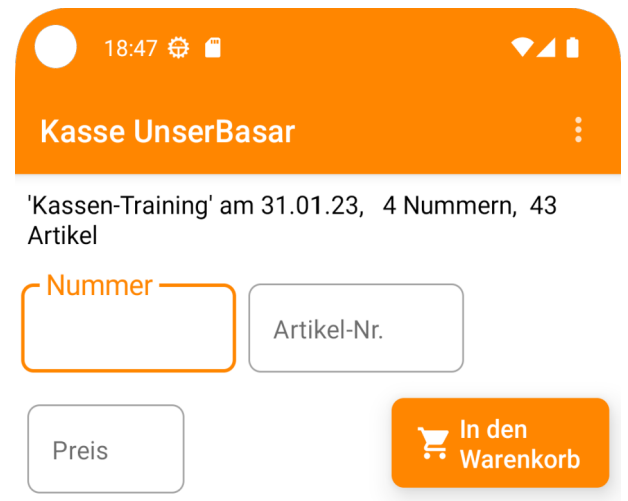 18:47
Kasse UnserBasar
'Kassen-Training' am 31.01.23,   4 Nummern,  43
Artikel
Nummer
Artikel-Nr.
Preis
In den
Warenkorb